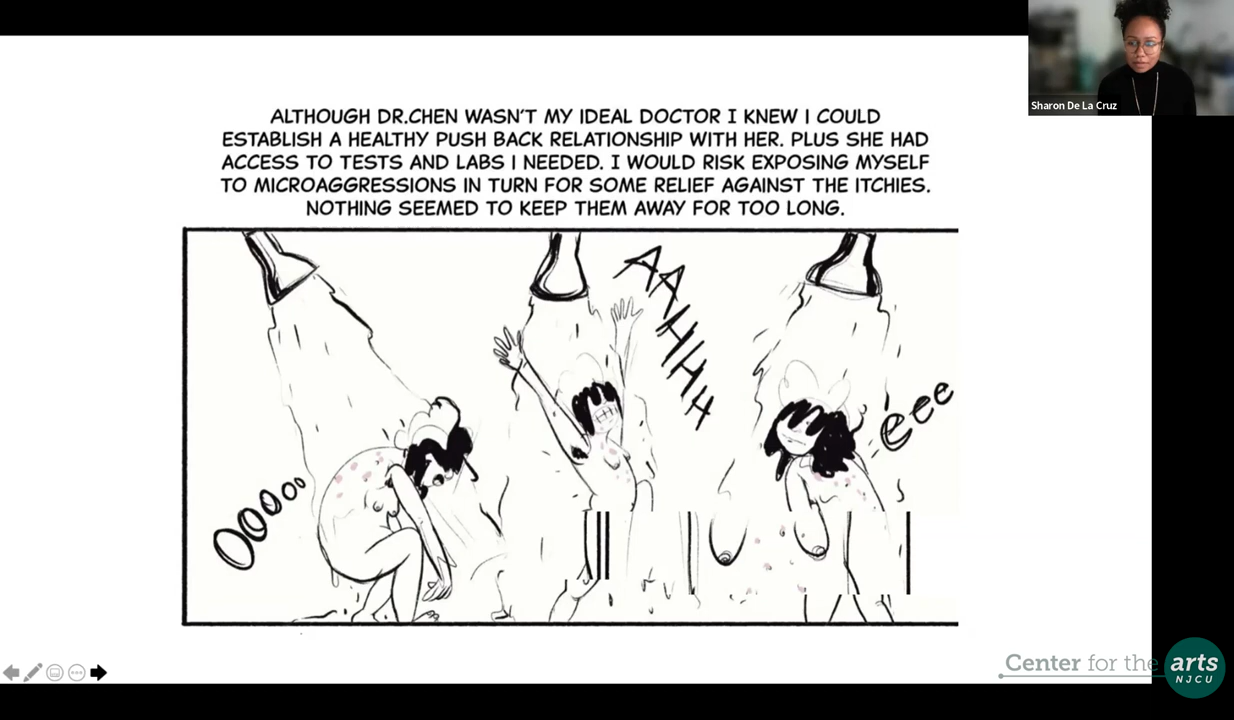 Sharon De La Cruz
ALTHOUGH DR.CHEN WASN'T MY IDEAL DOCTOR I KNEW I COULD
ESTABLISH A HEALTHY PUSH BACK RELATIONSHIP WITH HER. PLUS SHE HAD
ACCESS TO TESTS AND LABS I NEEDED. I WOULD RISK EXPOSING MYSELF
TO MICROAGGRESSIONS IN TURN FOR SOME RELIEF AGAINST THE ITCHIES.
NOTHING SEEMED TO KEEP THEM AWAY FOR TOO LONG.
OOOooo
AAHHH
eee
Center for the arts
NJCU